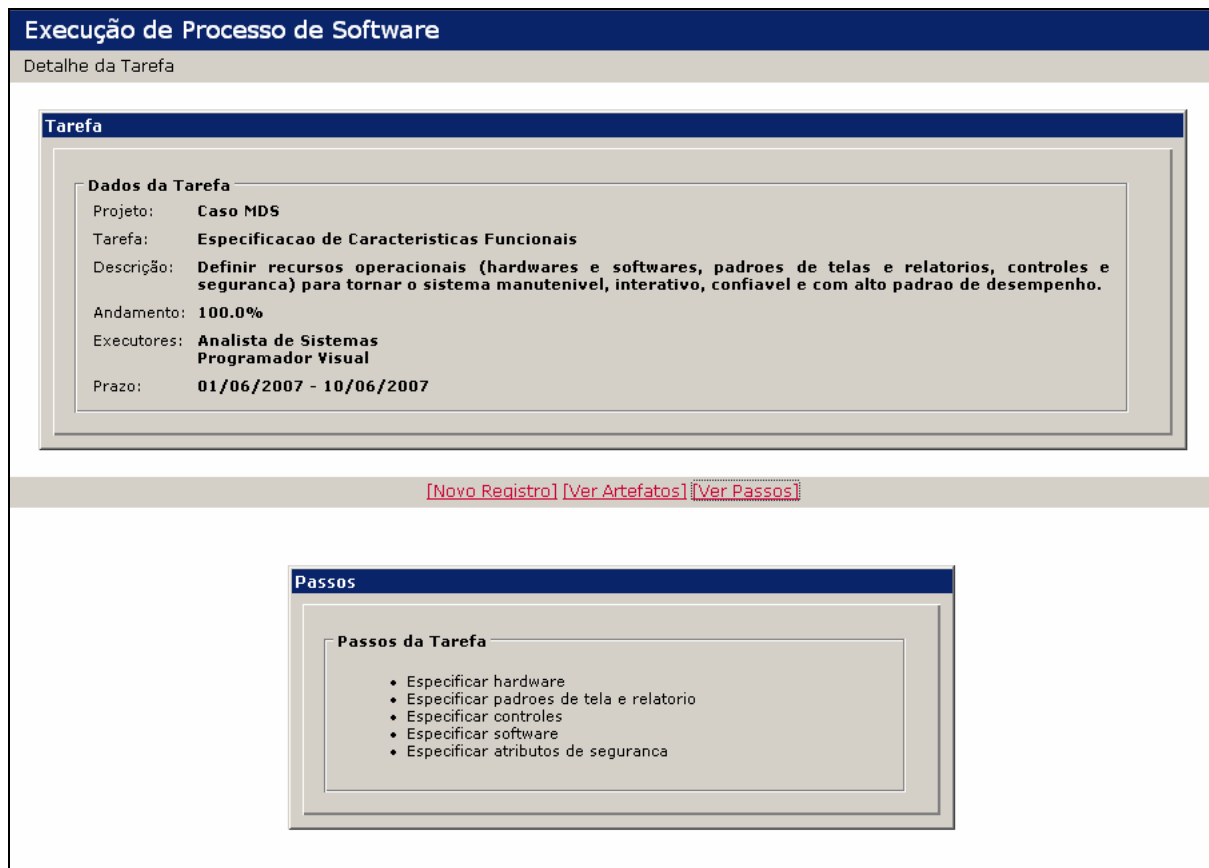 Execução de Processo de Software
Detalhe da Tarefa
Tarefa
Dados da Tarefa
Projeto: Caso MDS
Tarefa: Especificacao de Caracteristicas Funcionais
Descrição: Definir recursos operacionais (hardwares e softwares, padroes de telas e relatorios, controles e
seguranca) para tornar o sistema manutenivel, interativo, confiavel e com alto padrao de desempenho.
Andamento: 100.0%
Executores: Analista de Sistemas
Programador Visual
Prazo: 01/06/2007 - 10/06/2007
[Novo Registro] [Ver Artefatos] [Ver Passos]
Passos
Passos da Tarefa
• Especificar hardware
• Especificar padroes de tela e relatorio
• Especificar controles
• Especificar software
• Especificar atributos de seguranca